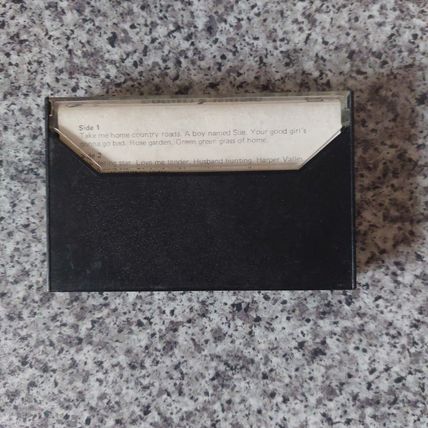 Side 1
Take me home country roads. A boy named Sue. Your good girl's
gonna go bad. Rose garden. Green green grass of home.
sue. Love me tender. Husband hunting. Harper Valley